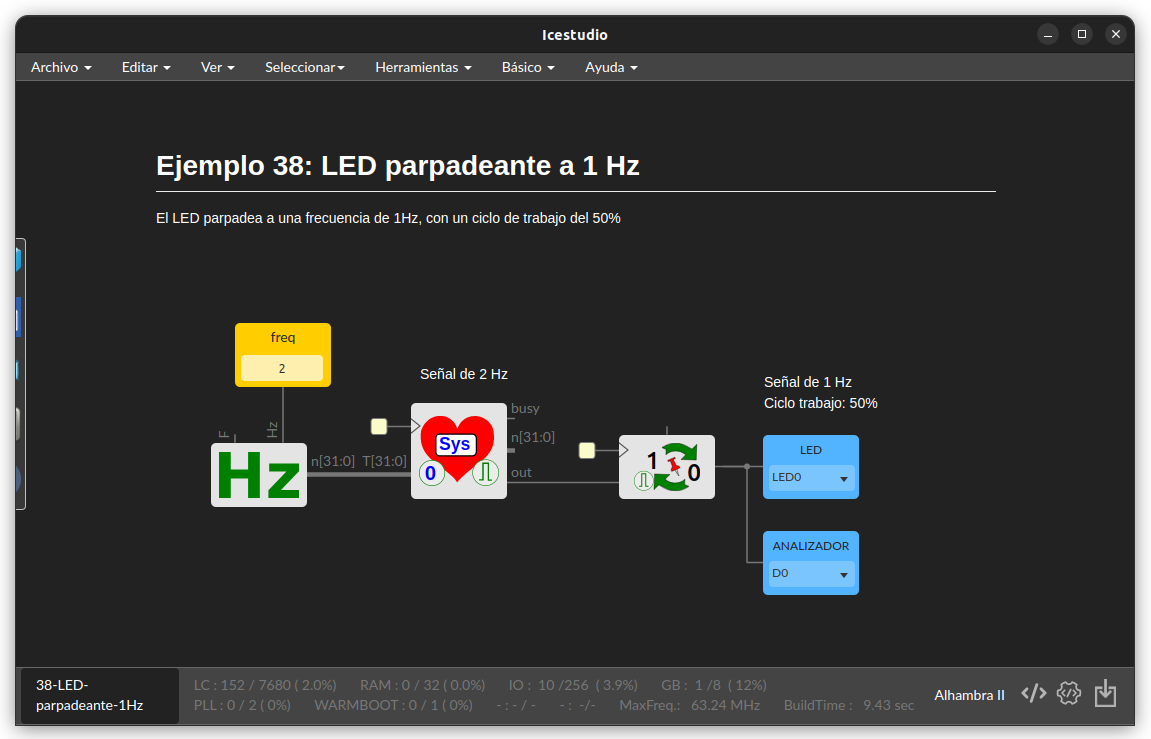 Icestudio
Archivo Editar Ver Seleccionar Herramientas Básico Ayuda
Ejemplo 38: LED parpadeante a 1 Hz
El LED parpadea a una frecuencia de 1Hz, con un ciclo de trabajo del 50%
freq
2
F
Hz
Hz
n[31:0]
Señal de 2 Hz
T[31:0]
Sys
0
busy
n[31:0]
out
1
0
Señal de 1 Hz
Ciclo trabajo: 50%
LED
LED0
ANALIZADOR
D0
38-LED-
parpadeante-1Hz
LC : 152 / 7680 ( 2.0%) RAM : 0 / 32 ( 0.0%) IO : 10 /256 ( 3.9%) GB : 1 /8 ( 12%)
PLL : 0 / 2 ( 0%) WARMBOOT : 0 / 1 ( 0%) - : - / - - : -/- MaxFreq.: 63.24 MHz BuildTime : 9.43 sec
Alhambra II